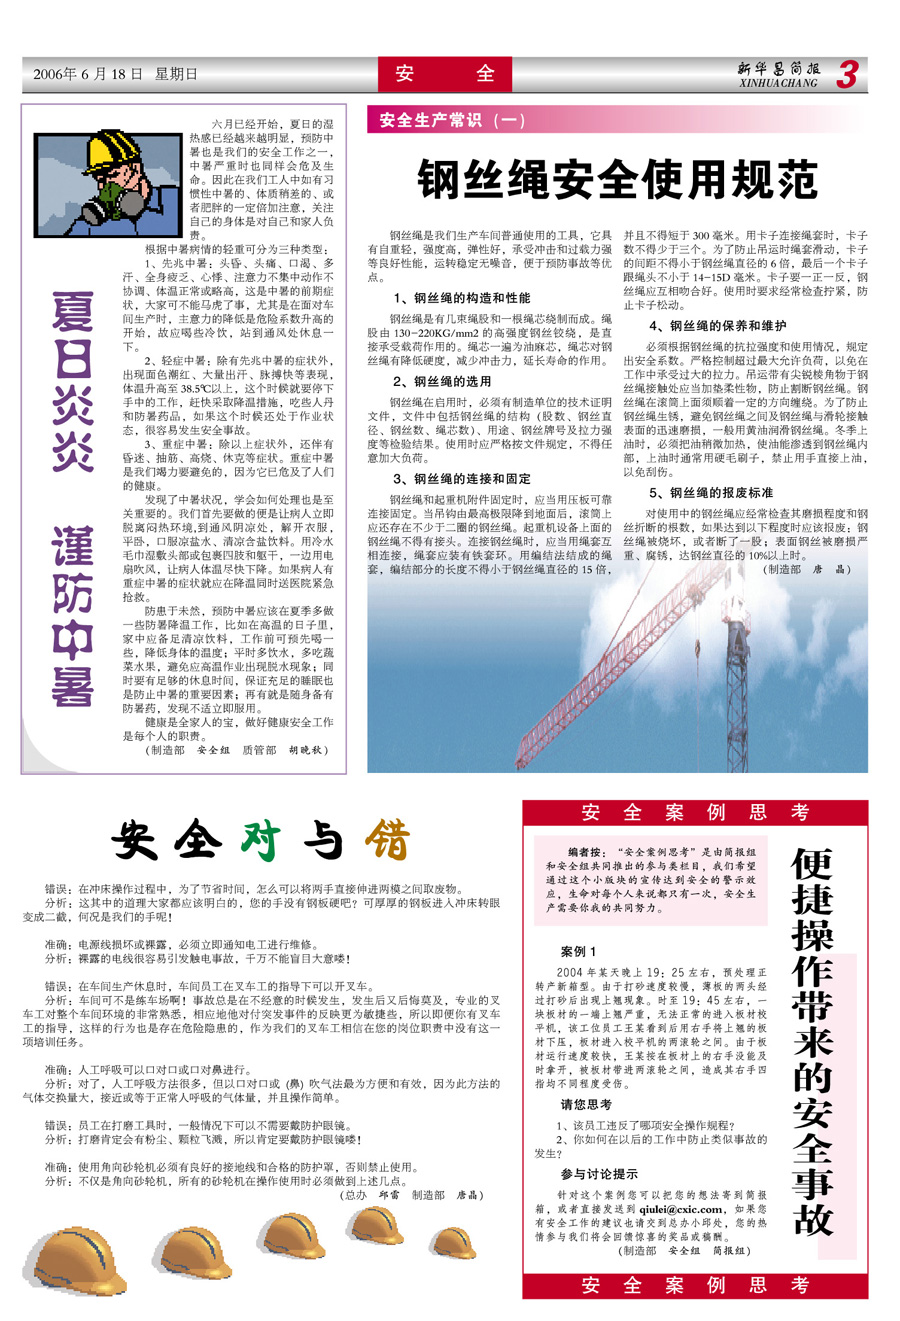 2006年 6 月 18 日 星期日
安 全
新华昌简报
XINHUACHANG
3
夏日炎炎 谨防中暑
六月已经开始，夏日的湿
热感已经越来越明显，预防中
暑也是我们的安全工作之一，
中暑严重时也同样会危及生
命。因此在我们工人中如有习
惯性中暑的、体质稍差的、或
者肥胖的一定倍加注意，关注
自己的身体是对自己和家人负
责。
根据中暑病情的轻重可分为三种类型：
1、先兆中暑：头昏、头痛、口渴、多
汗、全身疲乏、心悸、注意力不集中动作不
协调、体温正常或略高，这是中暑的前期症
状，大家可不能马虎了事，尤其是在面对车
间生产时，主意力的降低是危险系数升高的
开始，故应喝些冷饮，站到通风处休息一
下。
2、轻症中暑：除有先兆中暑的症状外，
出现面色潮红、大量出汗、脉搏快等表现，
体温升高至 38.5℃以上，这个时候就要停下
手中的工作，赶快采取降温措施，吃些人丹
和防暑药品，如果这个时候还处于作业状
态，很容易发生安全事故。
3、重症中暑：除以上症状外，还伴有
昏迷、抽筋、高烧、休克等症状。重症中暑
是我们竭力要避免的，因为它已危及了人们
的健康。
发现了中暑状况，学会如何处理也是至
关重要的。我们首先要做的便是让病人立即
脱离闷热环境,到通风阴凉处，解开衣服，
平卧，口服凉盐水、清凉含盐饮料。用冷水
毛巾湿敷头部或包裹四肢和躯干，一边用电
扇吹风，让病人体温尽快下降。如果病人有
重症中暑的症状就应在降温同时送医院紧急
抢救。
防患于未然，预防中暑应该在夏季多做
一些防暑降温工作，比如在高温的日子里，
家中应备足清凉饮料，工作前可预先喝一
些，降低身体的温度；平时多饮水，多吃蔬
菜水果，避免应高温作业出现脱水现象；同
时要有足够的休息时间，保证充足的睡眠也
是防止中暑的重要因素；再有就是随身备有
防暑药，发现不适立即服用。
健康是全家人的宝，做好健康安全工作
是每个人的职责。
(制造部 安全组 质管部 胡晚秋)
安全生产常识（一）
钢丝绳安全使用规范
钢丝绳是我们生产车间普通使用的工具，它具
有自重轻，强度高，弹性好，承受冲击和过载力强
等良好性能，运转稳定无噪音，便于预防事故等优
点。
1、钢丝绳的构造和性能
钢丝绳是有几束绳股和一根绳芯绕制而成。绳
股由 130-220KG/mm2 的高强度钢丝铰绕，是直
接承受载荷作用的。绳芯一遍为油麻芯，绳芯对钢
丝绳有降低硬度，减少冲击力，延长寿命的作用。
2、钢丝绳的选用
钢丝绳在启用时，必须有制造单位的技术证明
文件，文件中包括钢丝绳的结构 (股数、钢丝直
径、钢丝数、绳芯数)、用途、钢丝牌号及拉力强
度等检验结果。使用时应严格按文件规定，不得任
意加大负荷。
3、钢丝绳的连接和固定
钢丝绳和起重机附件固定时，应当用压板可靠
连接固定。当吊钩由最高极限降到地面后，滚筒上
应还存在不少于二圈的钢丝绳。起重机设备上面的
钢丝绳不得有接头。连接钢丝绳时，应当用绳套互
相连接，绳套应装有铁套环。用编结法结成的绳
套，编结部分的长度不得小于钢丝绳直径的 15 倍，
并且不得短于 300 毫米。用卡子连接绳套时，卡子
数不得少于三个。为了防止吊运时绳套滑动，卡子
的间距不得小于钢丝绳直径的 6 倍，最后一个卡子
跟绳头不小于 14-15D 毫米。卡子要一正一反，钢
丝绳应互相吻合好。使用时要求经常检查拧紧，防
止卡子松动。
4、钢丝绳的保养和维护
必须根据钢丝绳的抗拉强度和使用情况，规定
出安全系数。严格控制超过最大允许负荷，以免在
工作中承受过大的拉力。吊运带有尖锐棱角物于钢
丝绳接触处应当加垫柔性物，防止割断钢丝绳。钢
丝绳在滚筒上面须顺着一定的方向缠绕。为了防止
钢丝绳生锈，避免钢丝绳之间及钢丝绳与滑轮接触
表面的迅速磨损，一般用黄油润滑钢丝绳。冬季上
油时，必须把油稍微加热，使油能渗透到钢丝绳内
部，上油时通常用硬毛刷子，禁止用手直接上油，
以免刮伤。
5、钢丝绳的报废标准
对使用中的钢丝绳应经常检查其磨损程度和钢
丝折断的根数，如果达到以下程度时应该报废：钢
丝绳被烧坏，或者断了一股；表面钢丝被磨损严
重、腐锈，达钢丝直径的 10%以上时。
(制造部 唐 晶)
安全对与错
错误：在冲床操作过程中，为了节省时间，怎么可以将两手直接伸进两模之间取废物。
分析：这其中的道理大家都应该明白的，您的手没有钢板硬吧？可厚厚的钢板进入冲床转眼
变成二截，何况是我们的手呢！
准确：电源线损坏或裸露，必须立即通知电工进行维修。
分析：裸露的电线很容易引发触电事故，千万不能盲目大意喽！
错误：在车间生产休息时，车间员工在叉车工的指导下可以开叉车。
分析：车间可不是练车场啊！事故总是在不经意的时候发生，发生后又后悔莫及，专业的叉
车工对整个车间环境的非常熟悉，相应地他对付突发事件的反映更为敏捷些，所以即便你有叉车
工的指导，这样的行为也是存在危险隐患的，作为我们的叉车工相信在您的岗位职责中没有这一
项培训任务。
准确：人工呼吸可以口对口或口对鼻进行。
分析：对了，人工呼吸方法很多，但以口对口或 (鼻) 吹气法最为方便和有效，因为此方法的
气体交换量大，接近或等于正常人呼吸的气体量，并且操作简单。
错误：员工在打磨工具时，一般情况下可以不需要戴防护眼镜。
分析：打磨肯定会有粉尘、颗粒飞溅，所以肯定要戴防护眼镜喽！
准确：使用角向砂轮机必须有良好的接地线和合格的防护罩，否则禁止使用。
分析：不仅是角向砂轮机，所有的砂轮机在操作使用时必须做到上述几点。
(总办 邱雷 制造部 唐晶)
安全案例思考
编者按：“安全案例思考”是由简报组
和安全组共同推出的参与类栏目，我们希望
通过这个小版块的宣传达到安全的警示效
应，生命对每个人来说都只有一次，安全生
产需要你我的共同努力。
便捷操作带来的安全事故
案例 1
2004 年某天晚上 19：25 左右，预处理正
转产新箱型。由于打砂速度较慢，薄板的两头经
过打砂后出现上翘现象。时至 19：45 左右，一
块板材的一端上翘严重，无法正常的进入板材校
平机，该工位员工王某看到后用右手将上翘的板
材下压，板材进入校平机的两滚轮之间。由于板
材运行速度较快，王某按在板材上的右手没能及
时拿开，被板材带进两滚轮之间，造成其右手四
指均不同程度受伤。
请您思考
1、该员工违反了哪项安全操作规程？
2、你如何在以后的工作中防止类似事故的
发生？
参与讨论提示
针对这个案例您可以把您的想法寄到简报
箱，或者直接发送到 qiulei@cxic.com，如果您
有安全工作的建议也请交到总办小邱处，您的热
情参与我们将会回馈惊喜的奖品或稿酬。
(制造部 安全组 简报组)
安全案例思考